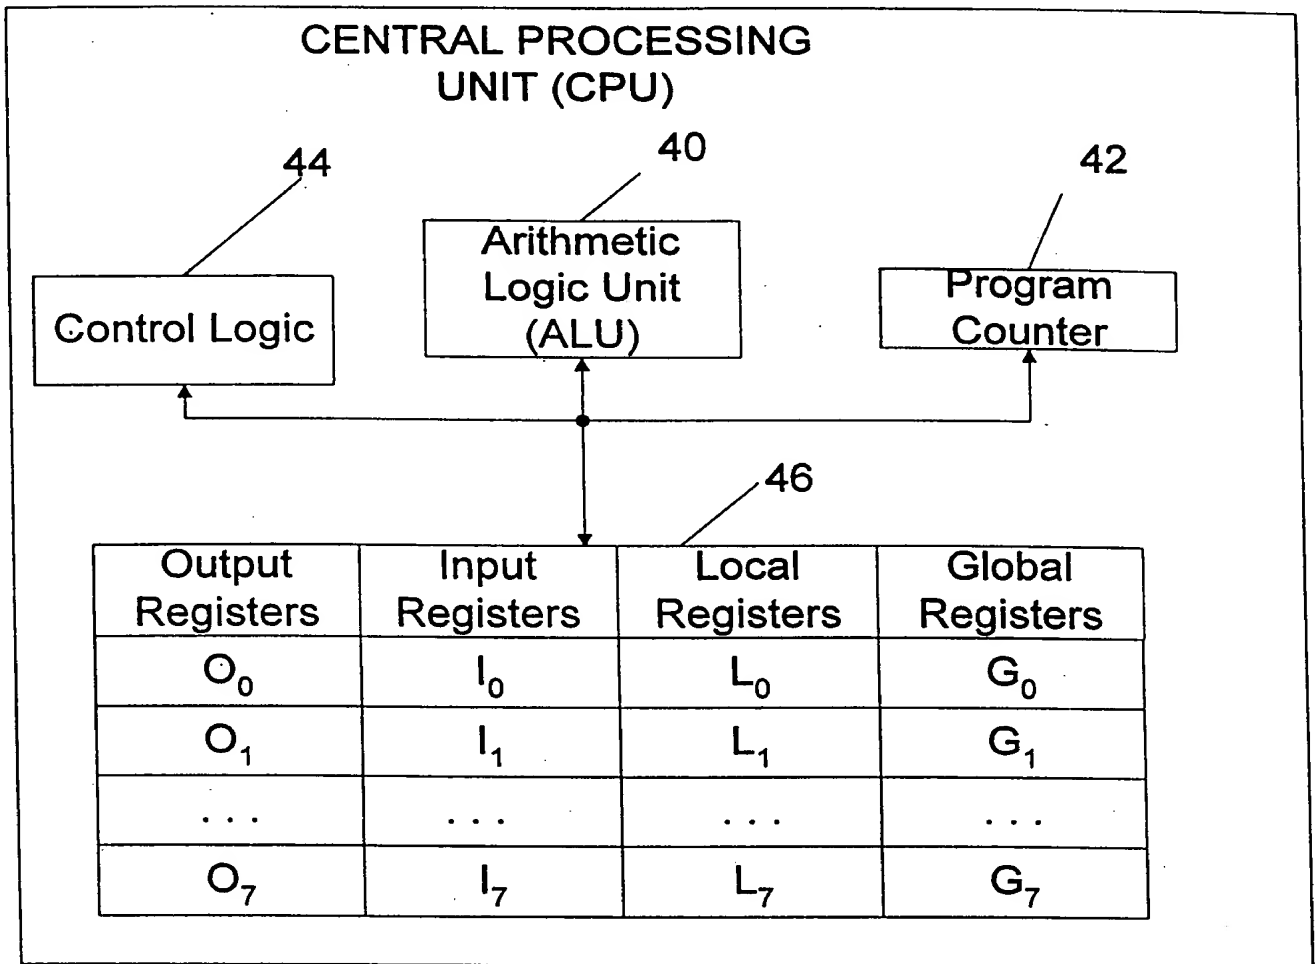 CENTRAL PROCESSING
UNIT (CPU)
44
40
42
Control Logic
Arithmetic
Logic Unit
(ALU)
Program
Counter
46
Output
Registers
Input
Registers
Local
Registers
Global
Registers
O₀ I₀ L₀ G₀
O₁ I₁ L₁ G₁
. . . . . . . . . . . .
O₇ I₇ L₇ G₇